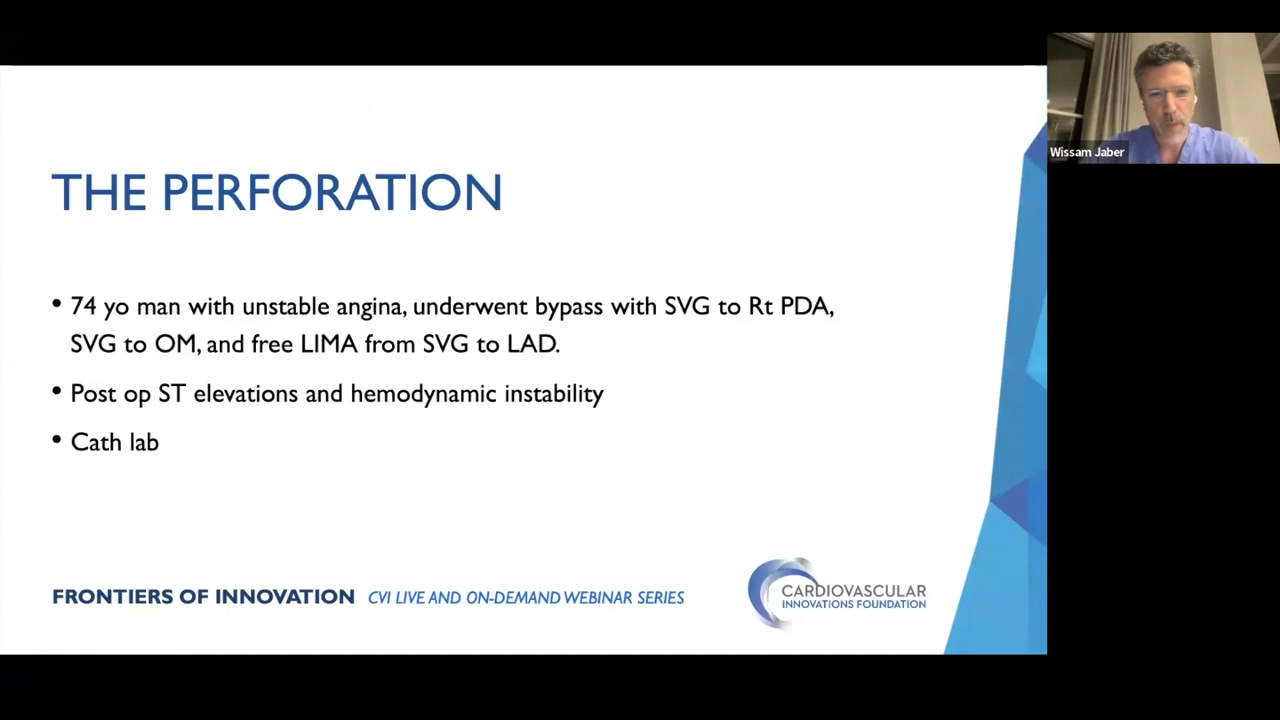 Wissam Jaber
THE PERFORATION
• 74 yo man with unstable angina, underwent bypass with SVG to Rt PDA,
SVG to OM, and free LIMA from SVG to LAD.
• Post op ST elevations and hemodynamic instability
• Cath lab
FRONTIERS OF INNOVATION CVI LIVE AND ON-DEMAND WEBINAR SERIES
CARDIOVASCULAR
INNOVATIONS FOUNDATION